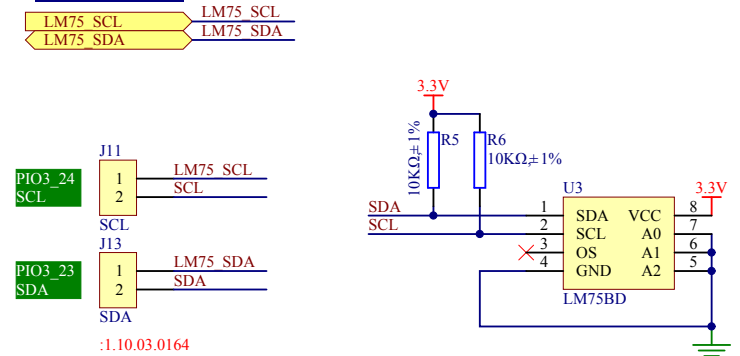 LM75_SCL LM75_SCL
LM75_SDA LM75_SDA
3.3V
R5 R6
10KΩ,±1% 10KΩ,±1%
J11
PIO3_24 1 LM75_SCL
SCL 2 SCL
SCL
J13
PIO3_23 1 LM75_SDA
SDA 2 SDA
SDA
:1.10.03.0164
U3 3.3V
SDA 1 SDA VCC 8
SCL 2 SCL A0 7
3 OS A1 6
4 GND A2 5
LM75BD